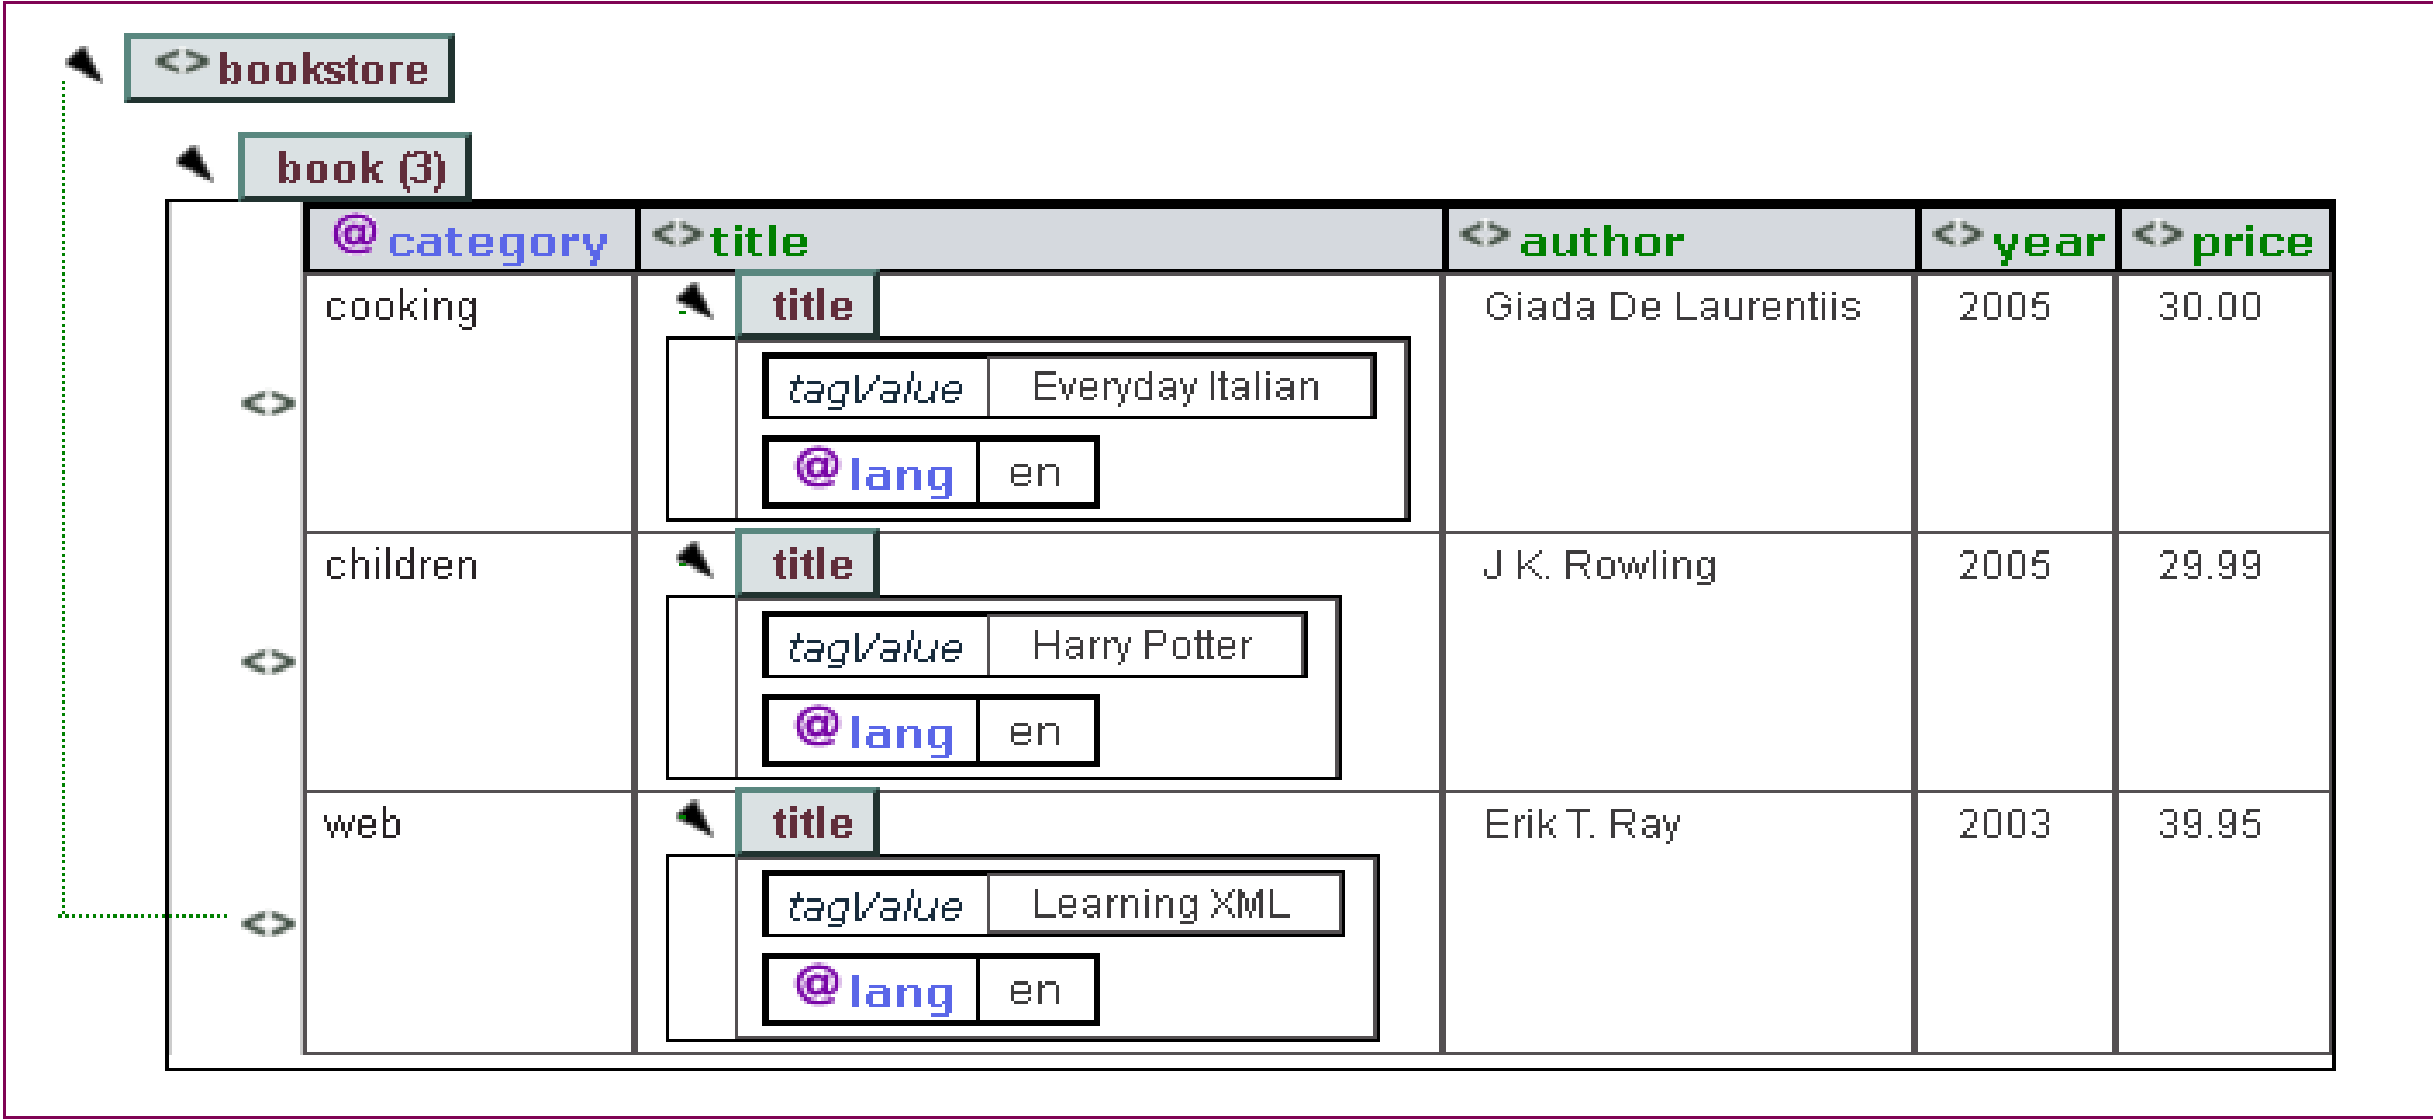 <> bookstore
book (3)
@ category <> title <> author <> year <> price
cooking title Giada De Laurentiis 2005 30.00
tagValue Everyday Italian
@ lang en
children title J K. Rowling 2005 29.99
tagValue Harry Potter
@ lang en
web title Erik T. Ray 2003 39.95
tagValue Learning XML
@ lang en